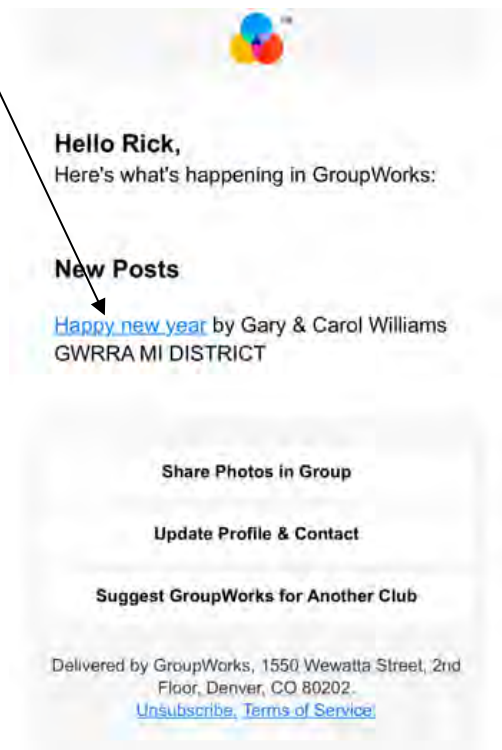 Hello Rick,
Here's what's happening in GroupWorks:
New Posts
Happy new year by Gary & Carol Williams
GWRRA MI DISTRICT
Share Photos in Group
Update Profile & Contact
Suggest GroupWorks for Another Club
Delivered by GroupWorks, 1550 Wewatta Street, 2nd
Floor, Denver, CO 80202.
Unsubscribe. Terms of Service.